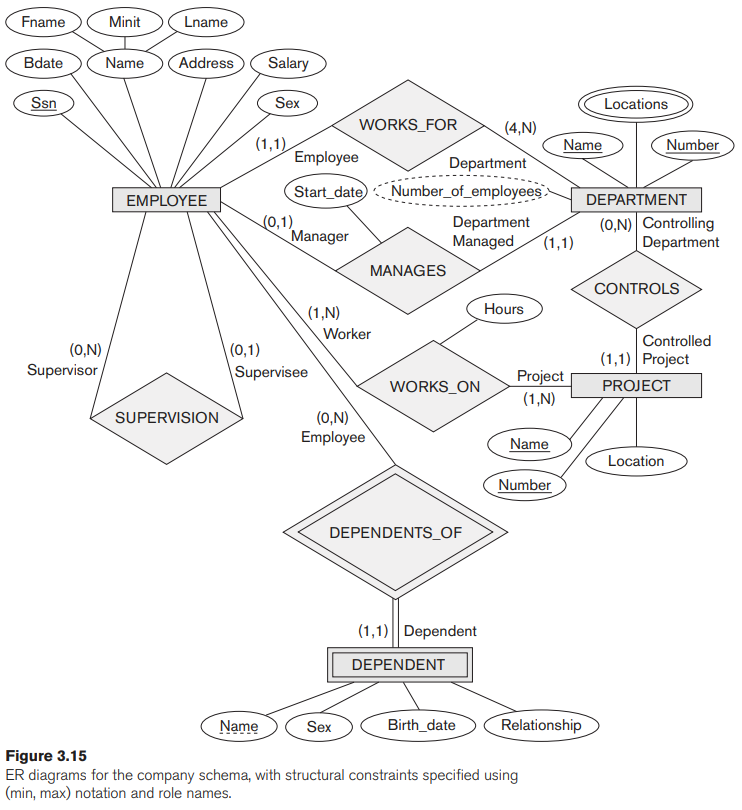 Fname Minit Lname
Bdate Name Address Salary
Ssn Sex
WORKS_FOR
Locations
(1,1)
Employee
(4,N)
Department
Name Number
EMPLOYEE
Start_date
Number_of_employees
DEPARTMENT
(0,1)
Manager
MANAGES
Department
Managed
(1,1)
(0,N)
Controlling
Department
CONTROLS
(1,N)
Worker
Hours
Controlled
Project
(1,1)
(0,N)
Supervisor
(0,1)
Supervisee
WORKS_ON
Project
(1,N)
PROJECT
SUPERVISION
(0,N)
Employee
Name
Number
Location
DEPENDENTS_OF
(1,1) Dependent
DEPENDENT
Name Sex Birth_date Relationship
Figure 3.15
ER diagrams for the company schema, with structural constraints specified using
(min, max) notation and role names.